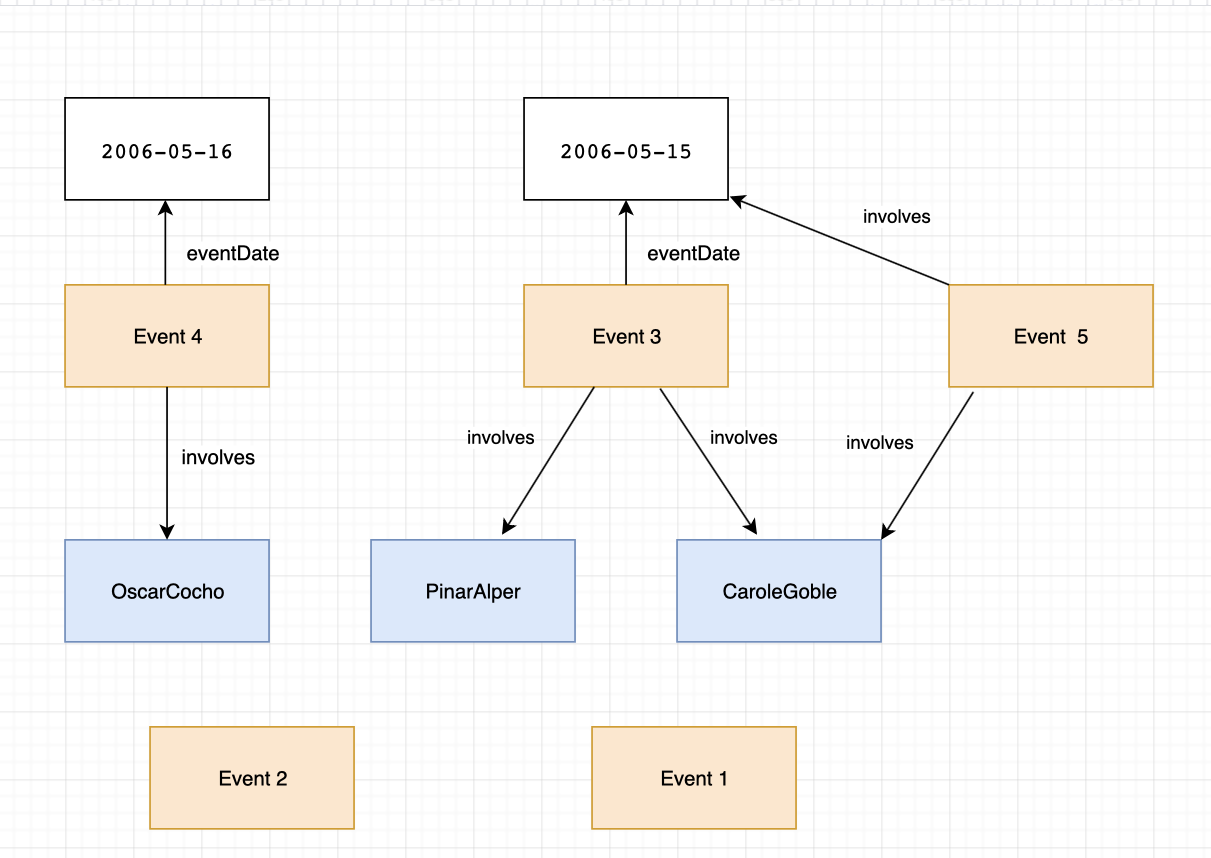 2006-05-16
2006-05-15
involves
eventDate
eventDate
Event 4
Event 3
Event  5
involves
involves
involves
involves
OscarCocho
PinarAlper
CaroleGoble
Event 2
Event 1